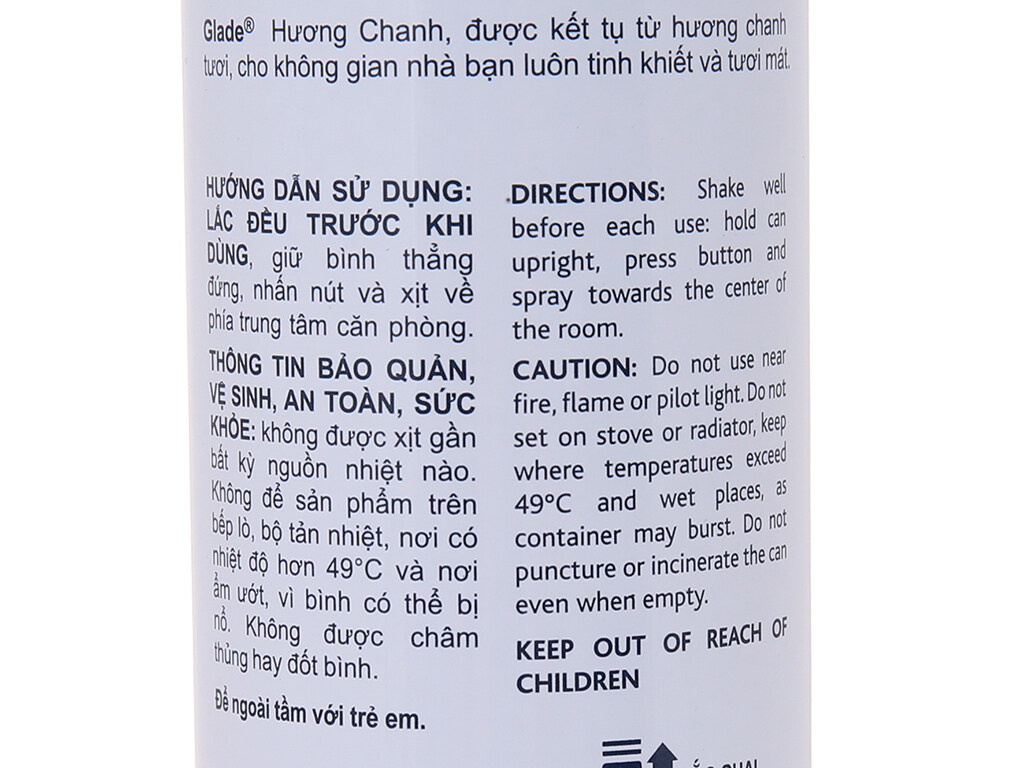 Glade® Hương Chanh, được kết tụ từ hương chanh
tươi, cho không gian nhà bạn luôn tinh khiết và tươi mát.
HƯỚNG DẪN SỬ DỤNG:
LẮC ĐỀU TRƯỚC KHI
DÙNG, giữ bình thẳng
đứng, nhấn nút và xịt về
phía trung tâm căn phòng.
THÔNG TIN BẢO QUẢN,
VỆ SINH, AN TOÀN, SỨC
KHỎE: không được xịt gần
bất kỳ nguồn nhiệt nào.
Không để sản phẩm trên
bếp lò, bộ tản nhiệt, nơi có
nhiệt độ hơn 49°C và nơi
ẩm ướt, vì bình có thể bị
nổ. Không được châm
thủng hay đốt bình.
Để ngoài tầm với trẻ em.
DIRECTIONS: Shake well
before each use: hold can
upright, press button and
spray towards the center of
the room.
CAUTION: Do not use near
fire, flame or pilot light. Do not
set on stove or radiator, keep
where temperatures exceed
49°C and wet places, as
container may burst. Do not
puncture or incinerate the can
even when empty.
KEEP OUT OF REACH OF
CHILDREN